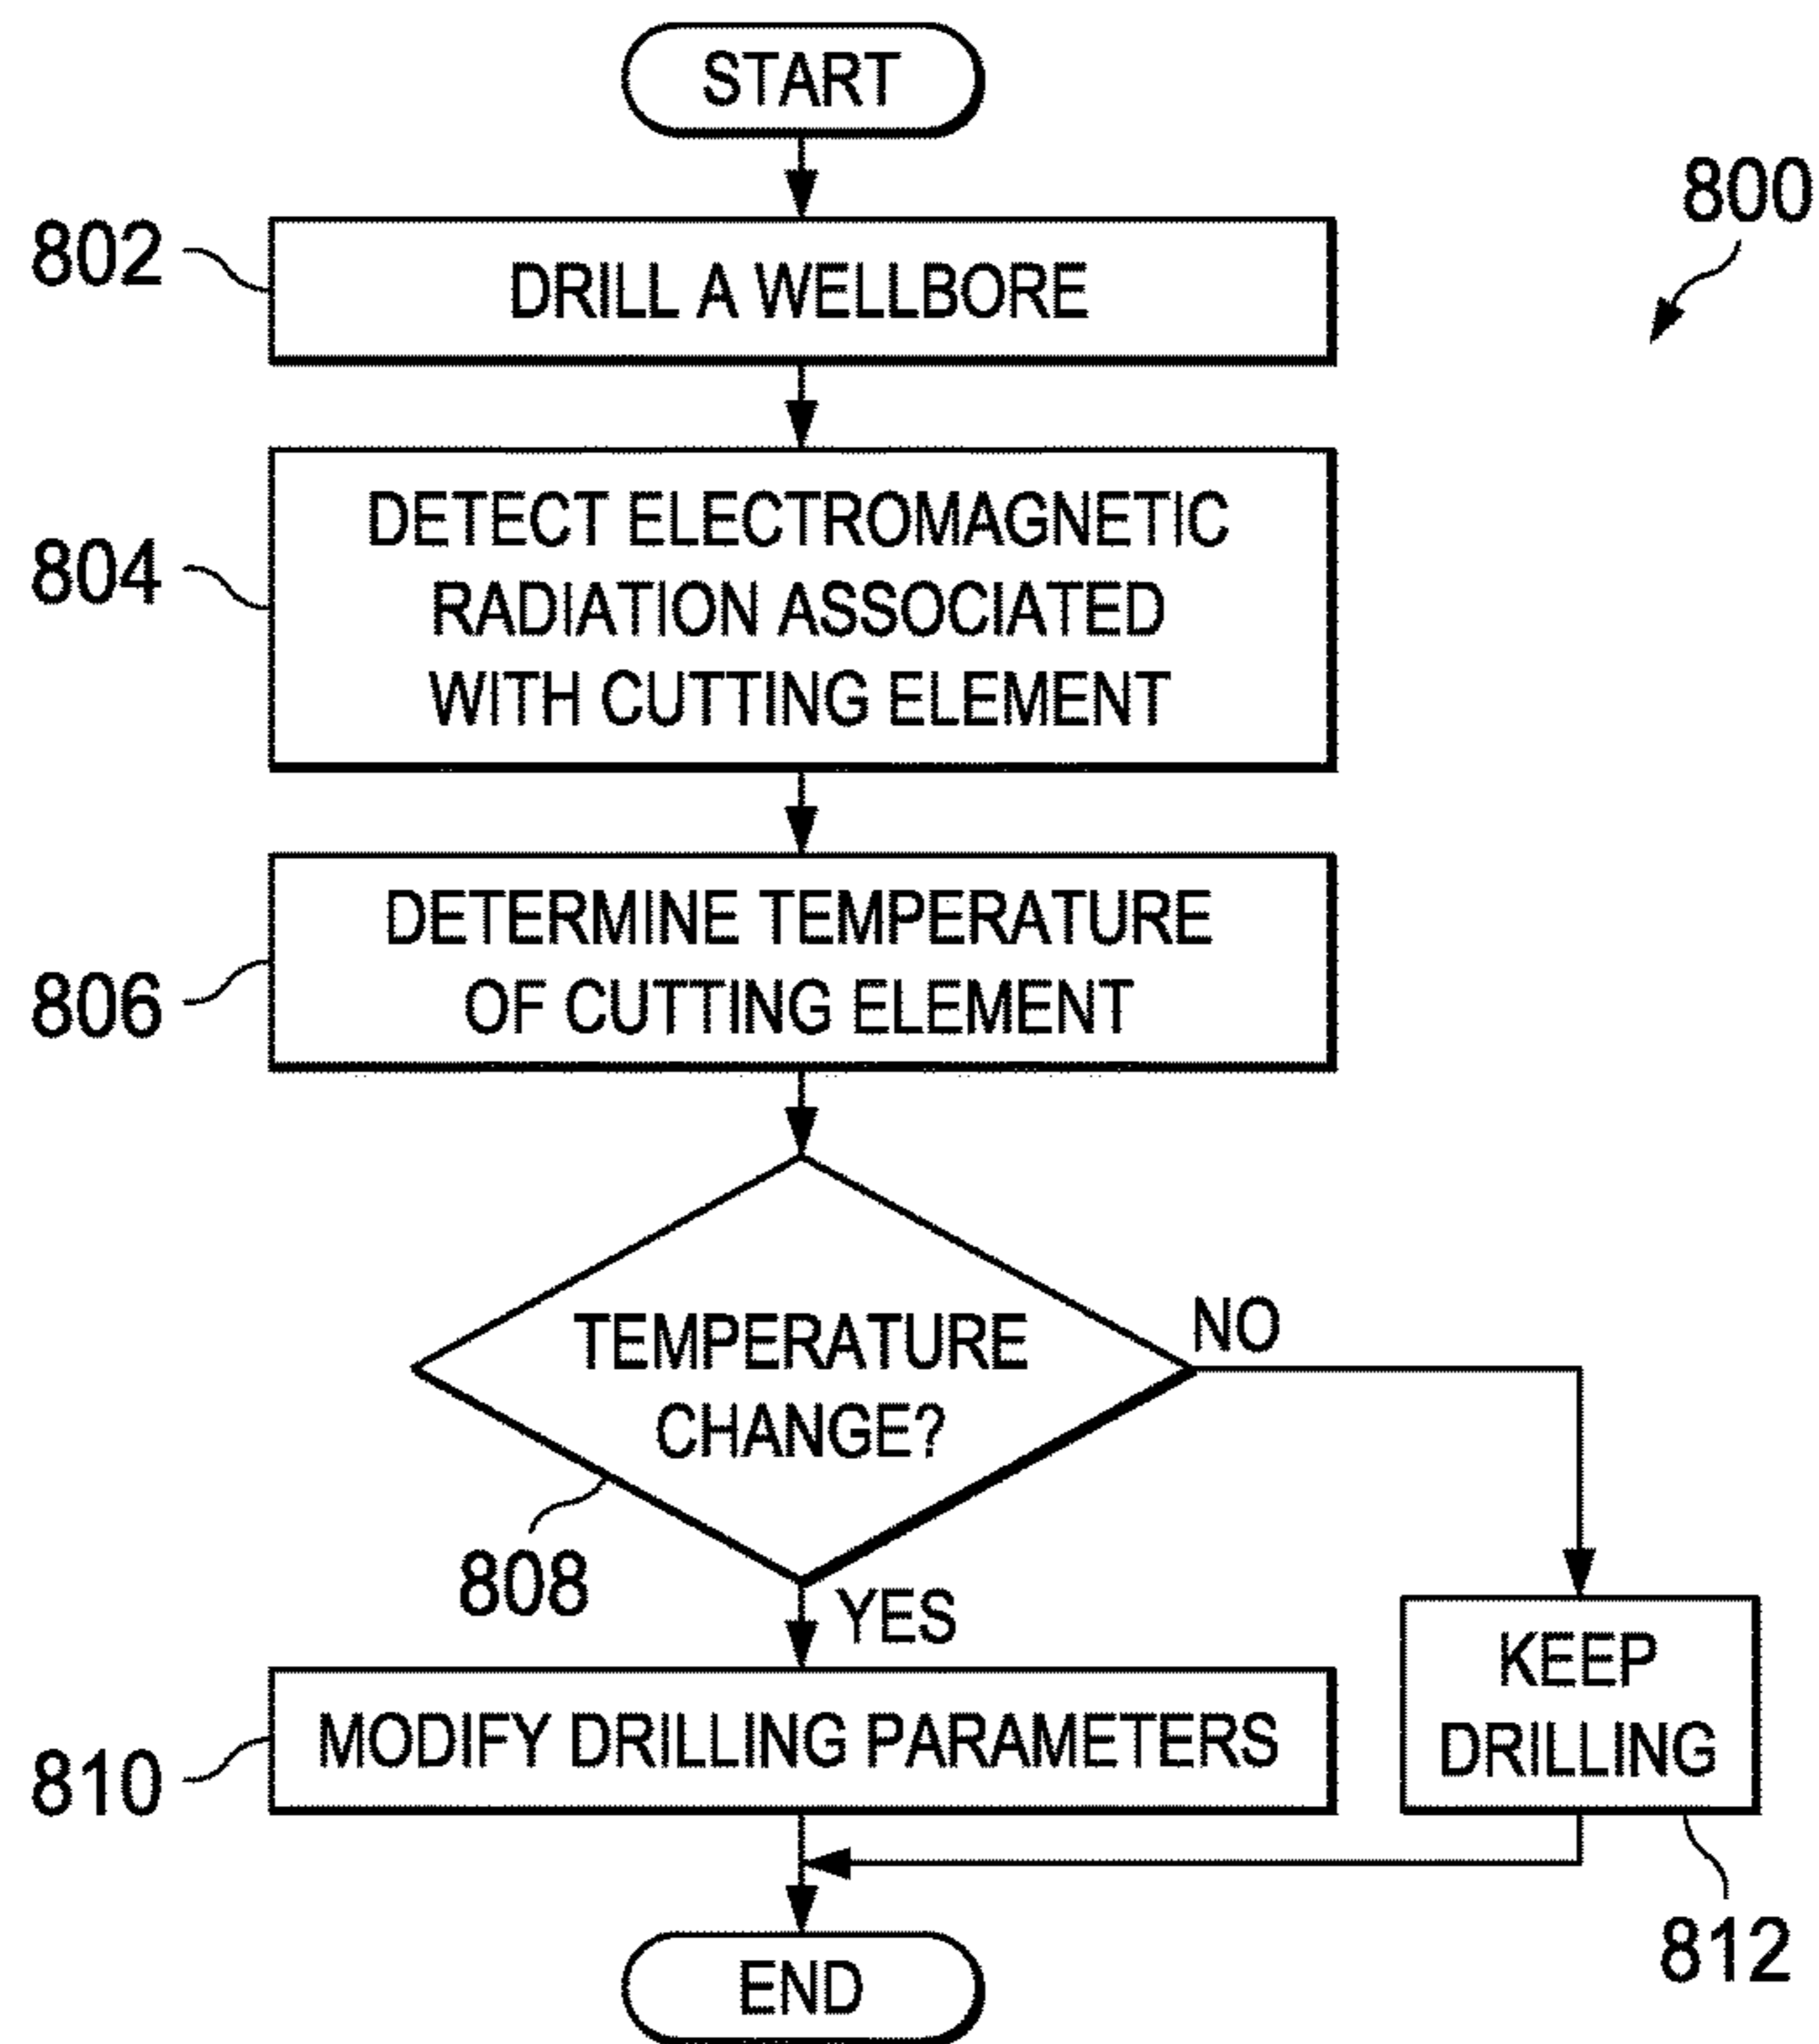 START
800
802
DRILL A WELLBORE
804
DETECT ELECTROMAGNETIC
RADIATION ASSOCIATED
WITH CUTTING ELEMENT
806
DETERMINE TEMPERATURE
OF CUTTING ELEMENT
TEMPERATURE
CHANGE?
NO
808
YES
810
MODIFY DRILLING PARAMETERS
KEEP
DRILLING
812
END